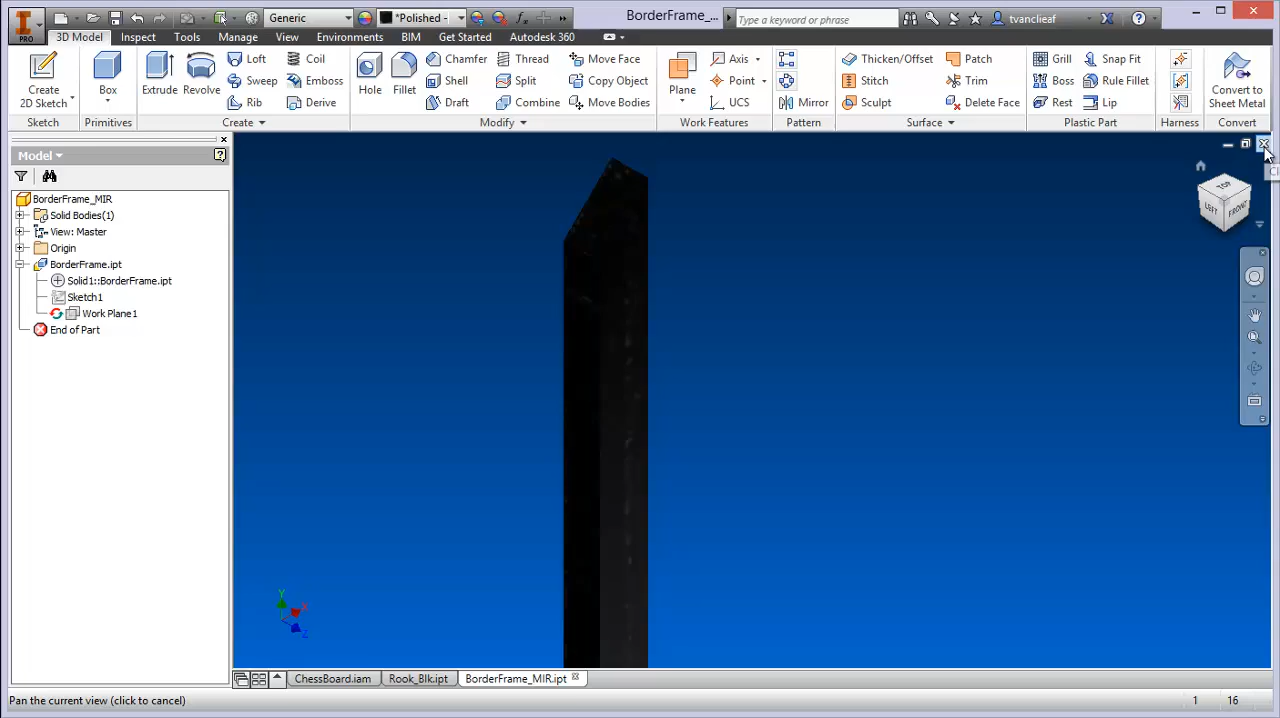 PRO
Generic
*Polished -
BorderFrame_...
Type a keyword or phrase
tvanclieaf
3D Model
Inspect
Tools
Manage
View
Environments
BIM
Get Started
Autodesk 360
Create
2D Sketch
Box
Extrude
Revolve
Loft
Sweep
Rib
Coil
Emboss
Derive
Hole
Fillet
Chamfer
Shell
Draft
Thread
Split
Combine
Move Face
Copy Object
Move Bodies
Plane
Axis
Point
UCS
Mirror
Thicken/Offset
Stitch
Sculpt
Patch
Trim
Delete Face
Grill
Boss
Rest
Snap Fit
Rule Fillet
Lip
Convert to
Sheet Metal
Sketch
Primitives
Create
Modify
Work Features
Pattern
Surface
Plastic Part
Harness
Convert
Model
BorderFrame_MIR
Solid Bodies(1)
View: Master
Origin
BorderFrame.ipt
Solid1::BorderFrame.ipt
Sketch1
Work Plane1
End of Part
TOP
LEFT
FRONT
Y
X
Z
ChessBoard.iam
Rook_Blk.ipt
BorderFrame_MIR.ipt
Pan the current view (click to cancel)
1
16